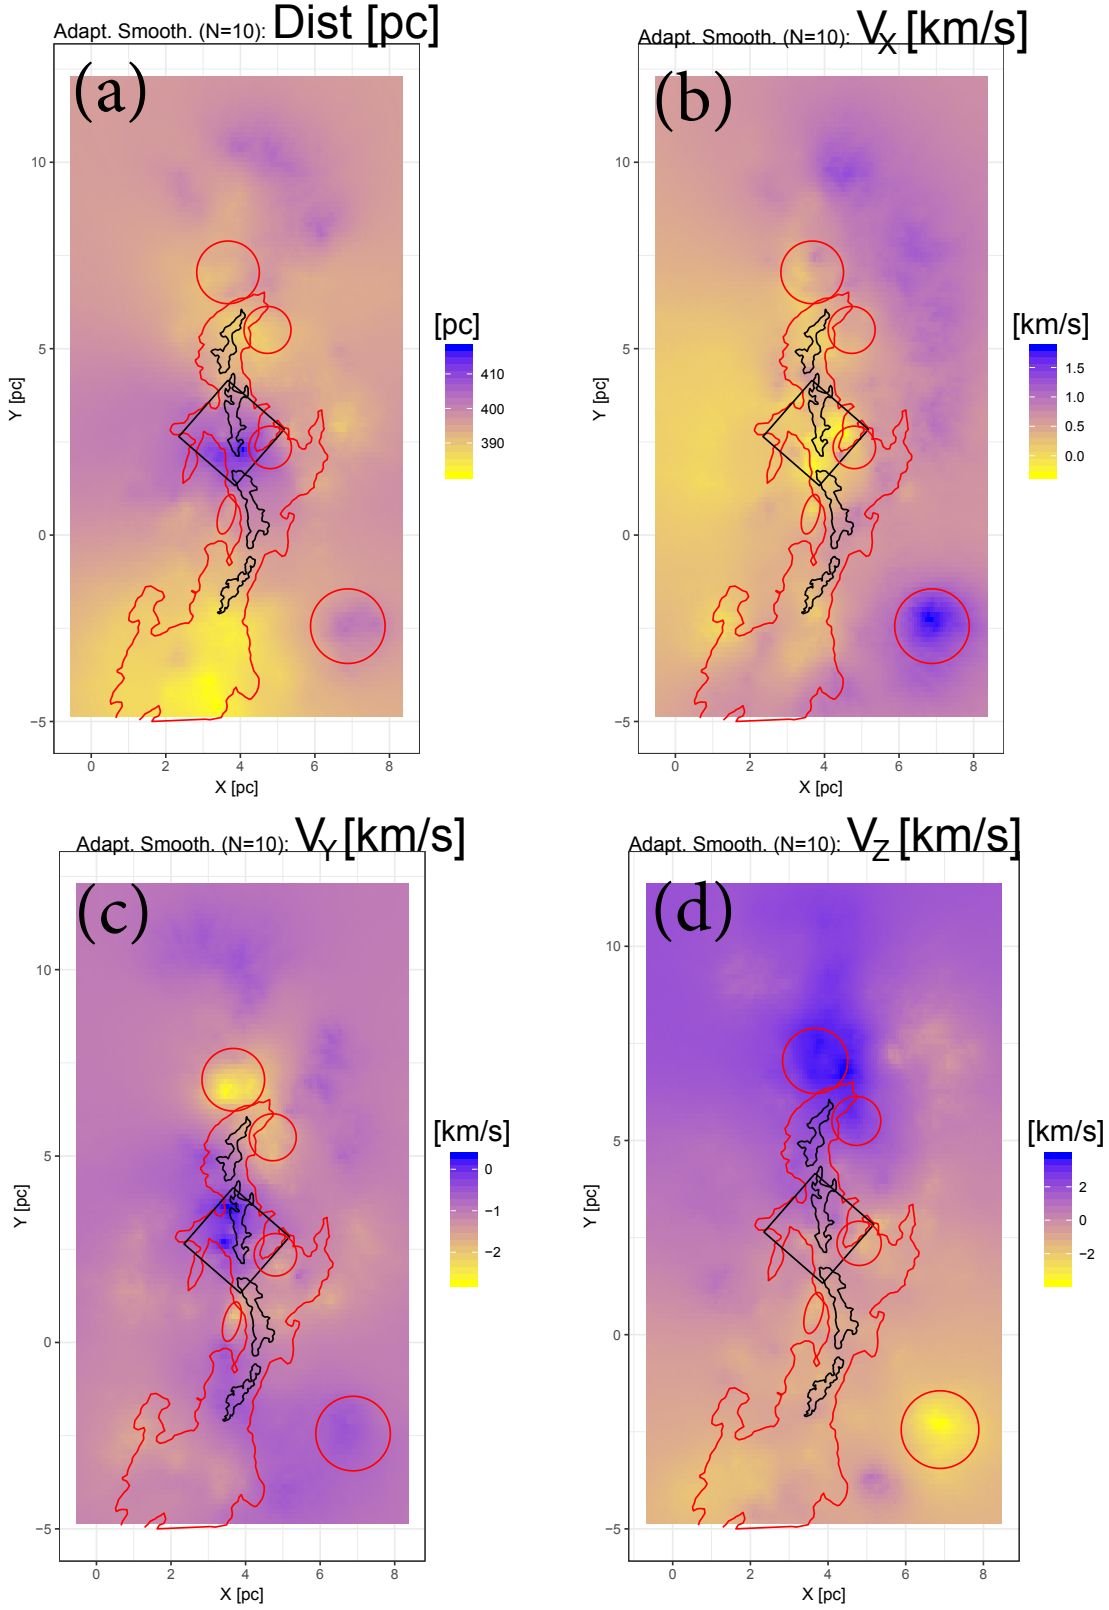 Adapt. Smooth. (N=10): Dist [pc]
(a)
10
5
0
−5
Y [pc]
0 2 4 6 8
X [pc]
[pc]
410
400
390
Adapt. Smooth. (N=10): V_X [km/s]
(b)
10
5
0
−5
Y [pc]
0 2 4 6 8
X [pc]
[km/s]
1.5
1.0
0.5
0.0
Adapt. Smooth. (N=10): V_Y [km/s]
(c)
10
5
0
−5
Y [pc]
0 2 4 6 8
X [pc]
[km/s]
0
−1
−2
Adapt. Smooth. (N=10): V_Z [km/s]
(d)
10
5
0
−5
Y [pc]
0 2 4 6 8
X [pc]
[km/s]
2
0
−2